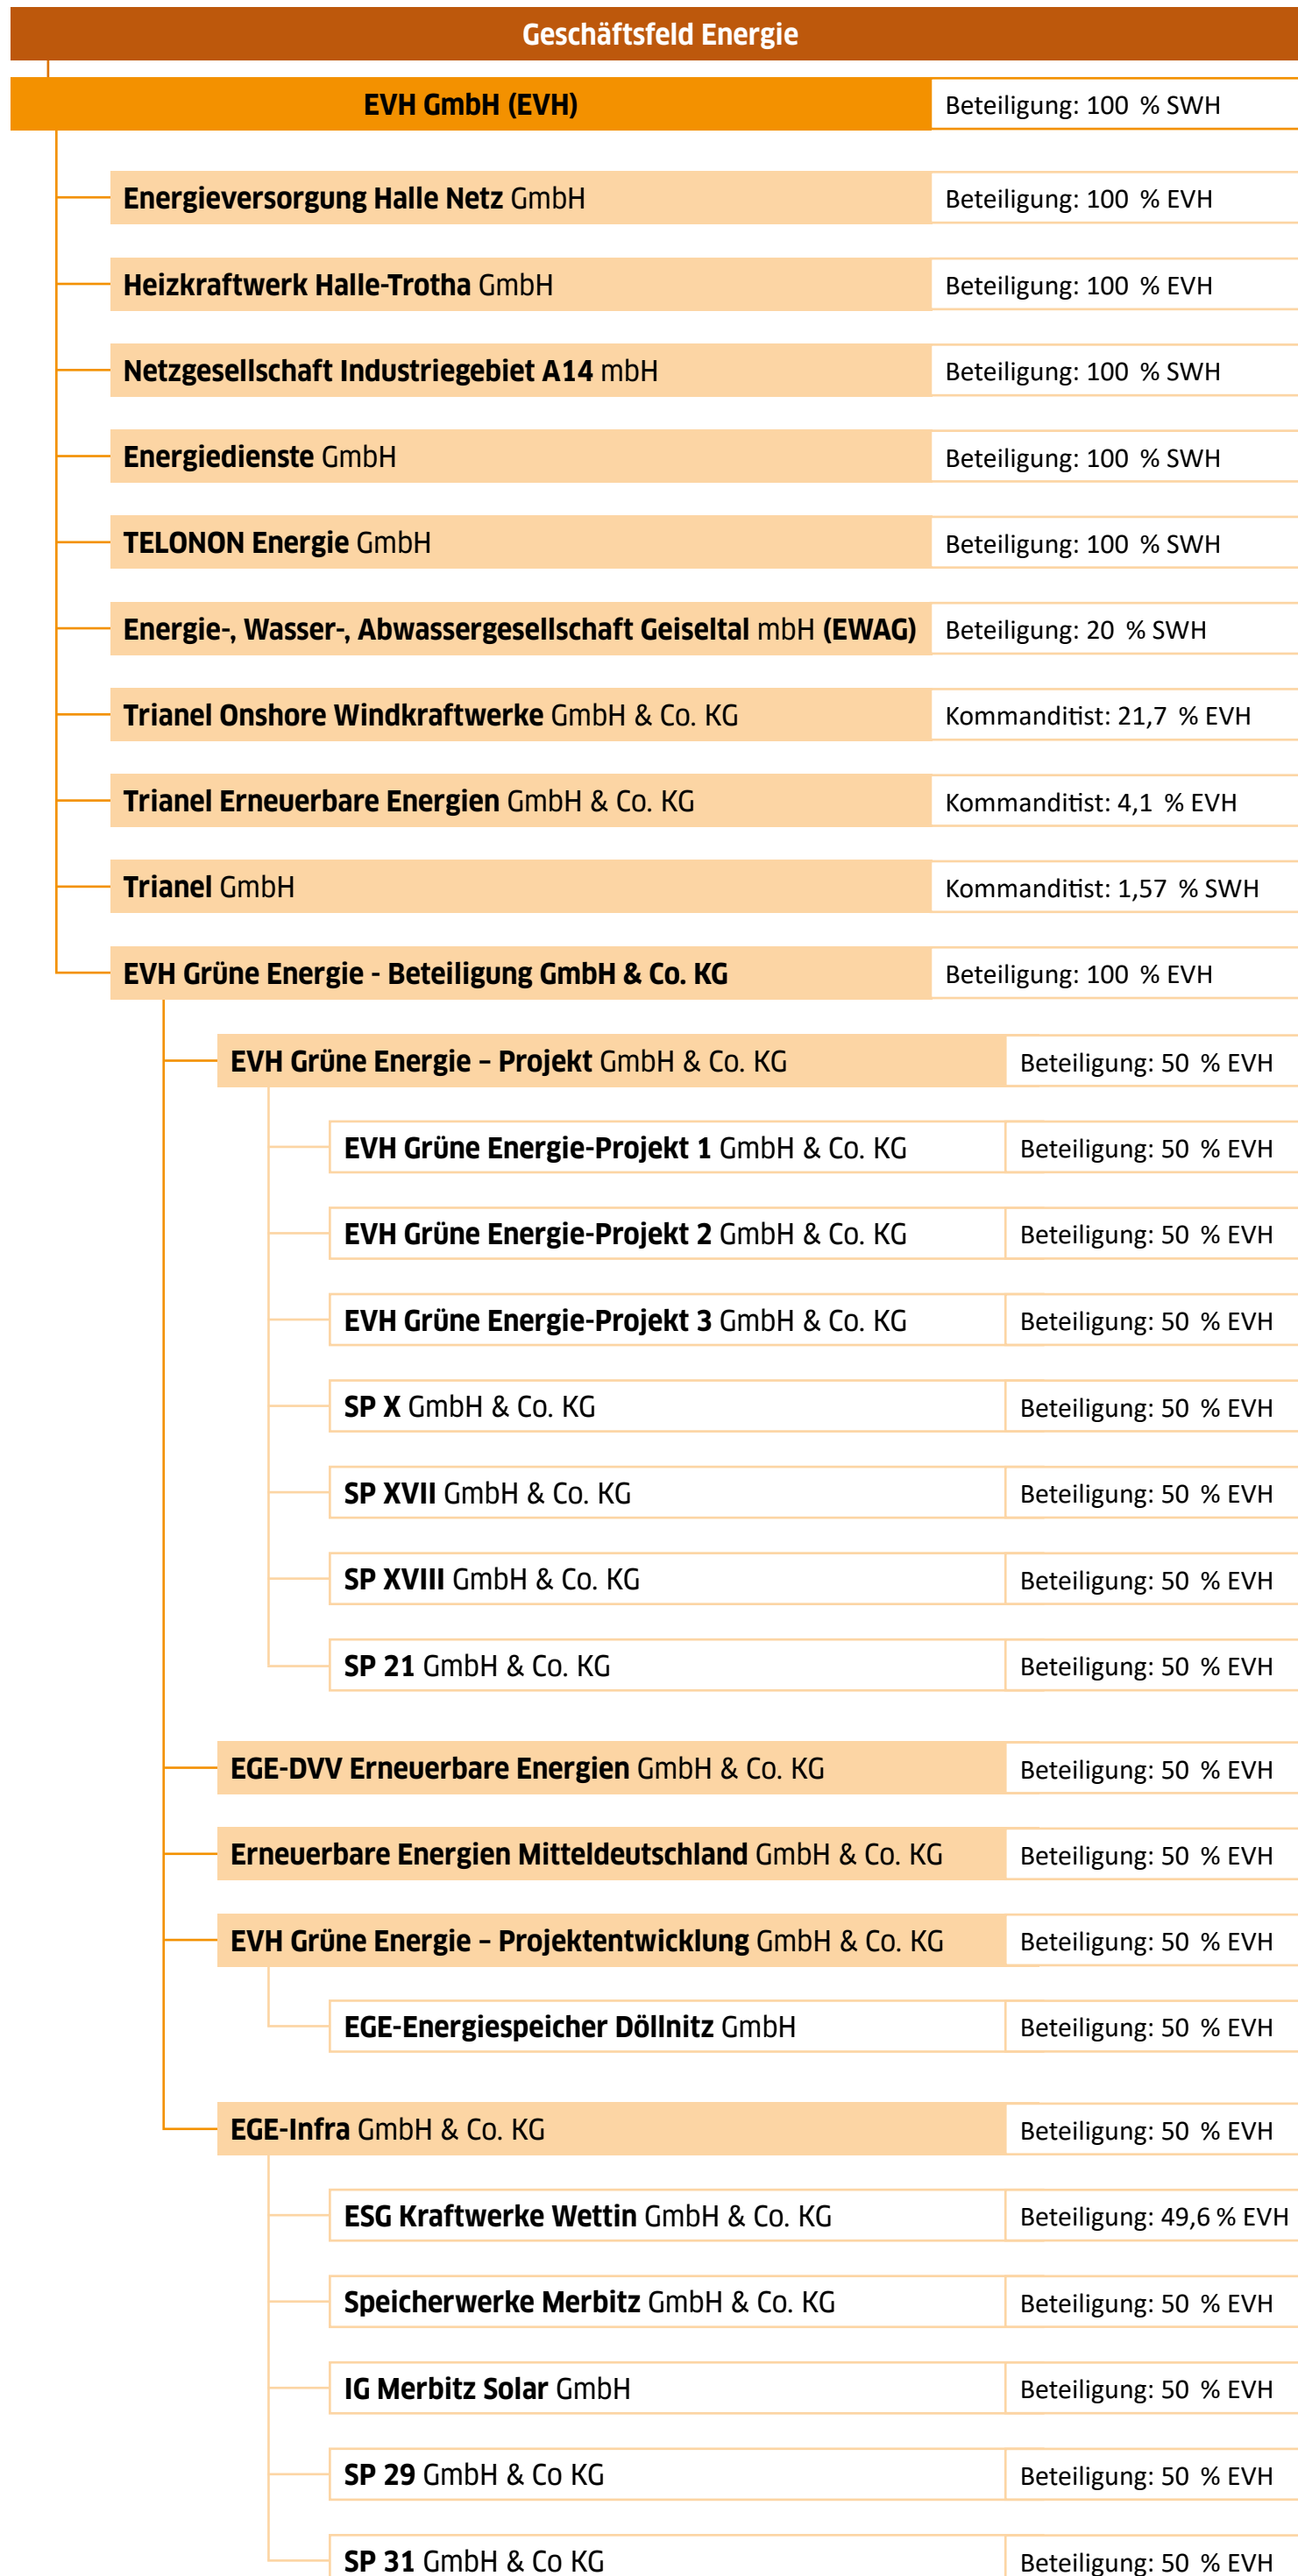 Geschäftsfeld Energie
EVH GmbH (EVH) Beteiligung: 100 % SWH
Energieversorgung Halle Netz GmbH Beteiligung: 100 % EVH
Heizkraftwerk Halle-Trotha GmbH Beteiligung: 100 % EVH
Netzgesellschaft Industriegebiet A14 mbH Beteiligung: 100 % SWH
Energiedienste GmbH Beteiligung: 100 % SWH
TELONON Energie GmbH Beteiligung: 100 % SWH
Energie-, Wasser-, Abwassergesellschaft Geiseltal mbH (EWAG) Beteiligung: 20 % SWH
Trianel Onshore Windkraftwerke GmbH & Co. KG Kommanditist: 21,7 % EVH
Trianel Erneuerbare Energien GmbH & Co. KG Kommanditist: 4,1 % EVH
Trianel GmbH Kommanditist: 1,57 % SWH
EVH Grüne Energie - Beteiligung GmbH & Co. KG Beteiligung: 100 % EVH
EVH Grüne Energie – Projekt GmbH & Co. KG Beteiligung: 50 % EVH
EVH Grüne Energie-Projekt 1 GmbH & Co. KG Beteiligung: 50 % EVH
EVH Grüne Energie-Projekt 2 GmbH & Co. KG Beteiligung: 50 % EVH
EVH Grüne Energie-Projekt 3 GmbH & Co. KG Beteiligung: 50 % EVH
SP X GmbH & Co. KG Beteiligung: 50 % EVH
SP XVII GmbH & Co. KG Beteiligung: 50 % EVH
SP XVIII GmbH & Co. KG Beteiligung: 50 % EVH
SP 21 GmbH & Co. KG Beteiligung: 50 % EVH
EGE-DVV Erneuerbare Energien GmbH & Co. KG Beteiligung: 50 % EVH
Erneuerbare Energien Mitteldeutschland GmbH & Co. KG Beteiligung: 50 % EVH
EVH Grüne Energie – Projektentwicklung GmbH & Co. KG Beteiligung: 50 % EVH
EGE-Energiespeicher Döllnitz GmbH Beteiligung: 50 % EVH
EGE-Infra GmbH & Co. KG Beteiligung: 50 % EVH
ESG Kraftwerke Wettin GmbH & Co. KG Beteiligung: 49,6 % EVH
Speicherwerke Merbitz GmbH & Co. KG Beteiligung: 50 % EVH
IG Merbitz Solar GmbH Beteiligung: 50 % EVH
SP 29 GmbH & Co KG Beteiligung: 50 % EVH
SP 31 GmbH & Co KG Beteiligung: 50 % EVH